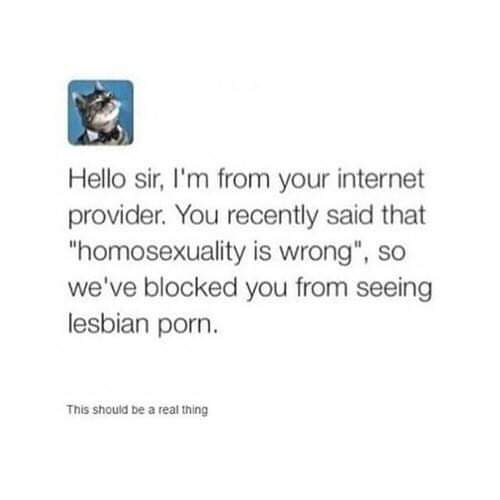 Hello sir, I'm from your internet
provider. You recently said that
"homosexuality is wrong", so
we've blocked you from seeing
lesbian porn.
This should be a real thing